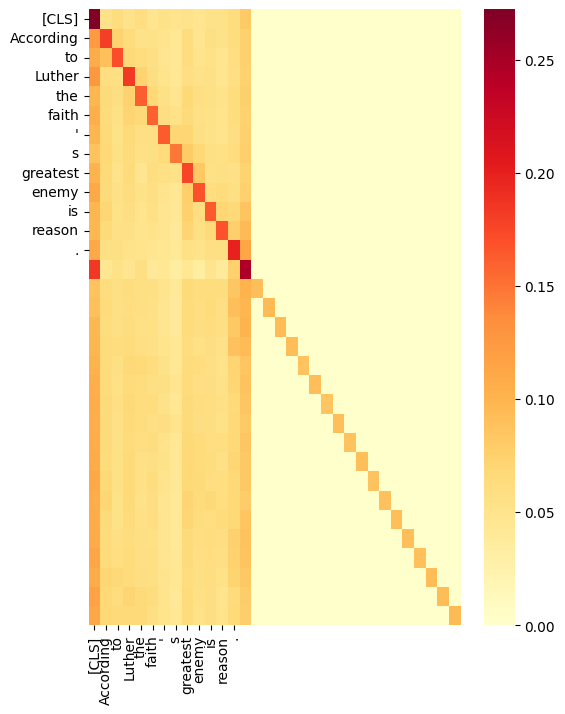 [CLS]
According
to
Luther
the
faith
'
s
greatest
enemy
is
reason
.
[CLS]
According
to
Luther
the
faith
'
s
greatest
enemy
is
reason
.
0.25
0.20
0.15
0.10
0.05
0.00